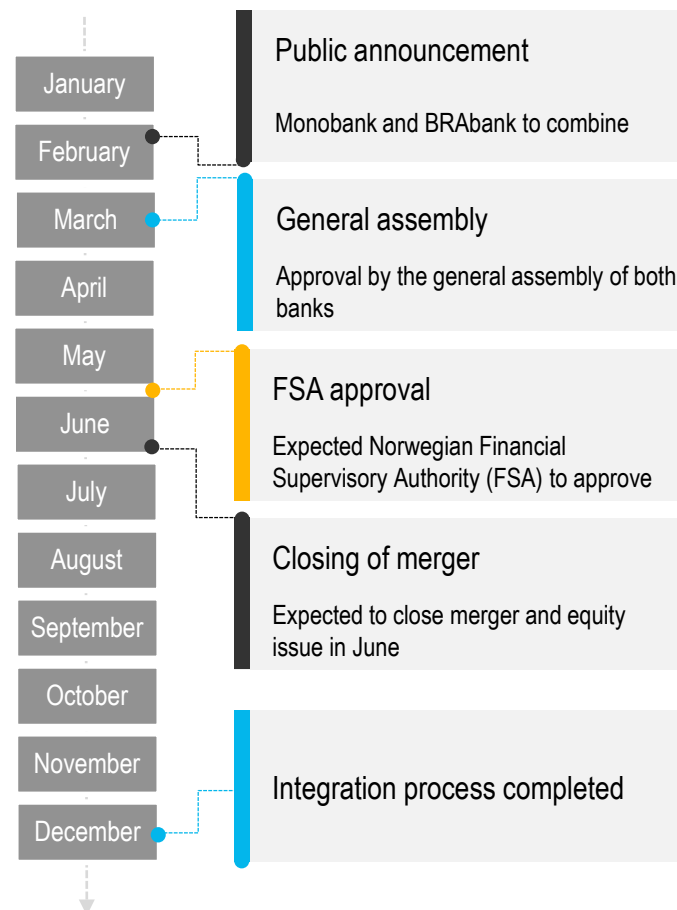 January
February
March
April
May
June
July
August
September
October
November
December
Public announcement
Monobank and BRAbank to combine
General assembly
Approval by the general assembly of both
banks
FSA approval
Expected Norwegian Financial
Supervisory Authority (FSA) to approve
Closing of merger
Expected to close merger and equity
issue in June
Integration process completed